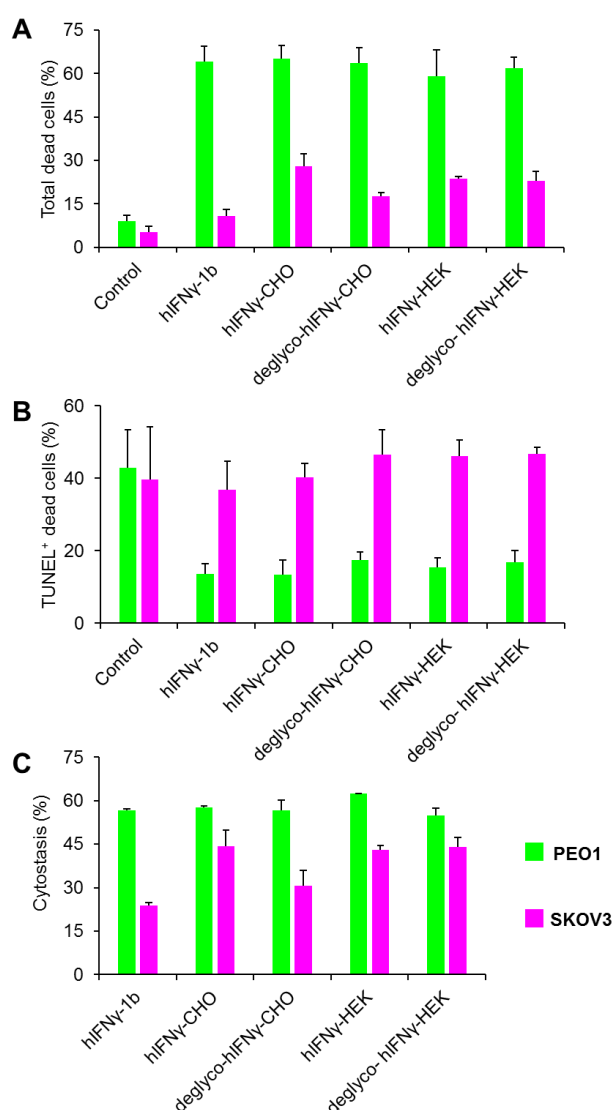 A
Total dead cells (%)
75
60
45
30
15
0
Control
hIFNγ-1b
hIFNγ-CHO
deglyco-hIFNγ-CHO
hIFNγ-HEK
deglyco- hIFNγ-HEK
B
TUNEL⁺ dead cells (%)
60
40
20
0
Control
hIFNγ-1b
hIFNγ-CHO
deglyco-hIFNγ-CHO
hIFNγ-HEK
deglyco- hIFNγ-HEK
C
Cytostasis (%)
75
60
45
30
15
0
hIFNγ-1b
hIFNγ-CHO
deglyco-hIFNγ-CHO
hIFNγ-HEK
deglyco- hIFNγ-HEK
PEO1
SKOV3